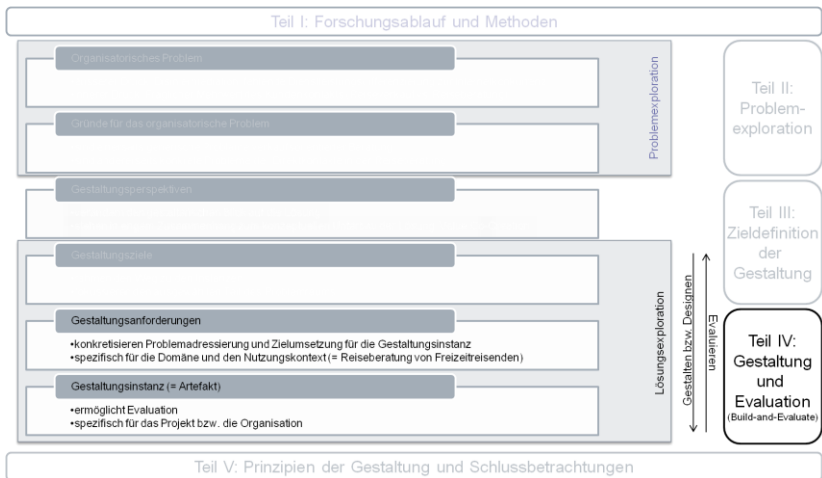 Teil I: Forschungsablauf und Methoden
Organisatorisches Problem
Gründe für das organisatorische Problem
Problemexploration
Teil II:
Problem-
exploration
Gestaltungsperspektiven
Teil III:
Zieldefinition
der
Gestaltung
Gestaltungsziele
Gestaltungsanforderungen
•konkretisieren Problemadressierung und Zielumsetzung für die Gestaltungsinstanz
•spezifisch für die Domäne und den Nutzungskontext (= Reiseberatung von Freizeitreisenden)
Gestaltungsinstanz (= Artefakt)
•ermöglicht Evaluation
•spezifisch für das Projekt bzw. die Organisation
Lösungsexploration
Gestalten bzw. Designen
Evaluieren
Teil IV:
Gestaltung
und
Evaluation
(Build-and-Evaluate)
Teil V: Prinzipien der Gestaltung und Schlussbetrachtungen